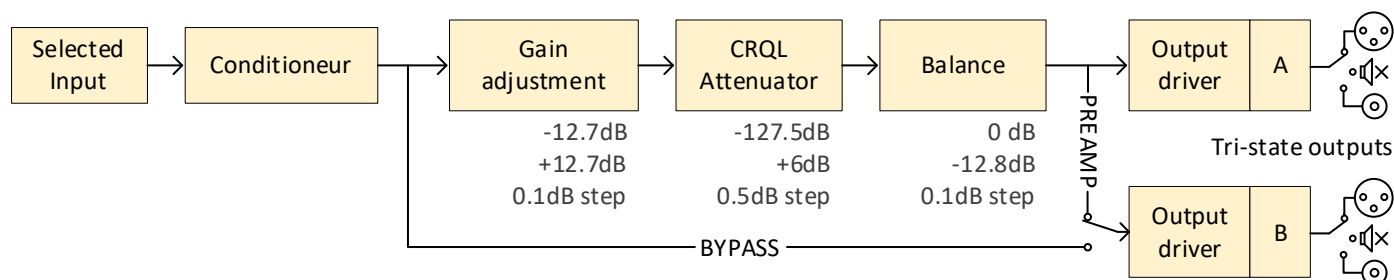 Selected
Input
Conditioneur
Gain
adjustment
CRQL
Attenuator
Balance
Output
driver
A
-12.7dB
+12.7dB
0.1dB step
-127.5dB
+6dB
0.5dB step
0 dB
-12.8dB
0.1dB step
PREAMP
Tri-state outputs
Output
driver
B
BYPASS